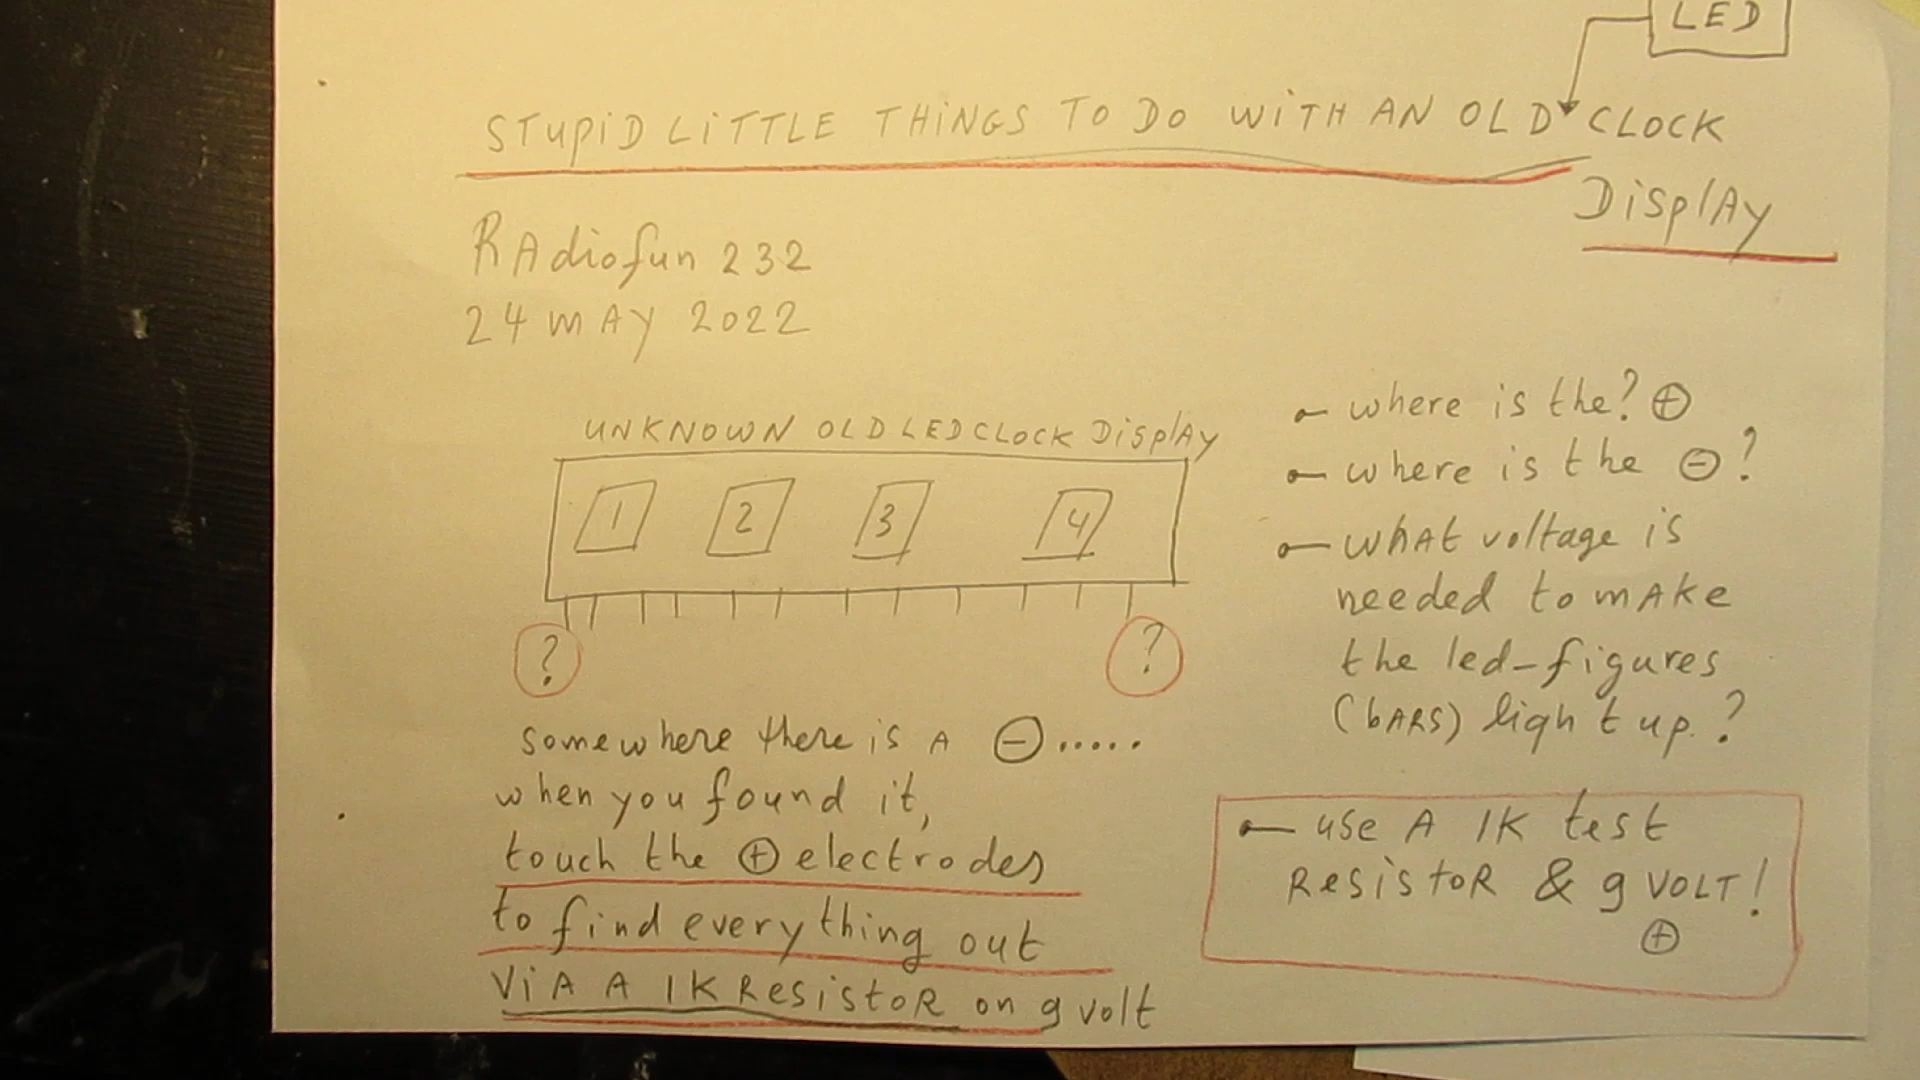 LED
STupiD LiTTLE THiNGS TO DO WiTH AN OLD CLOCK
DisplAy
RAdiofun 232
24 mAy 2022
UNKNOWN OLD LED CLOCK DisplAy
1 2 3 4
? ?
somewhere there is A ⊖.....
when you found it,
touch the ⊕ electrodes
to find everything out
ViA A 1K ResistoR on 9 volt
where is the? ⊕
where is the ⊖?
whAt voltage is
needed to mAKe
the led-figures
(bARS) light up.?
use A 1K test
ResistoR & 9 VOLT!
⊕